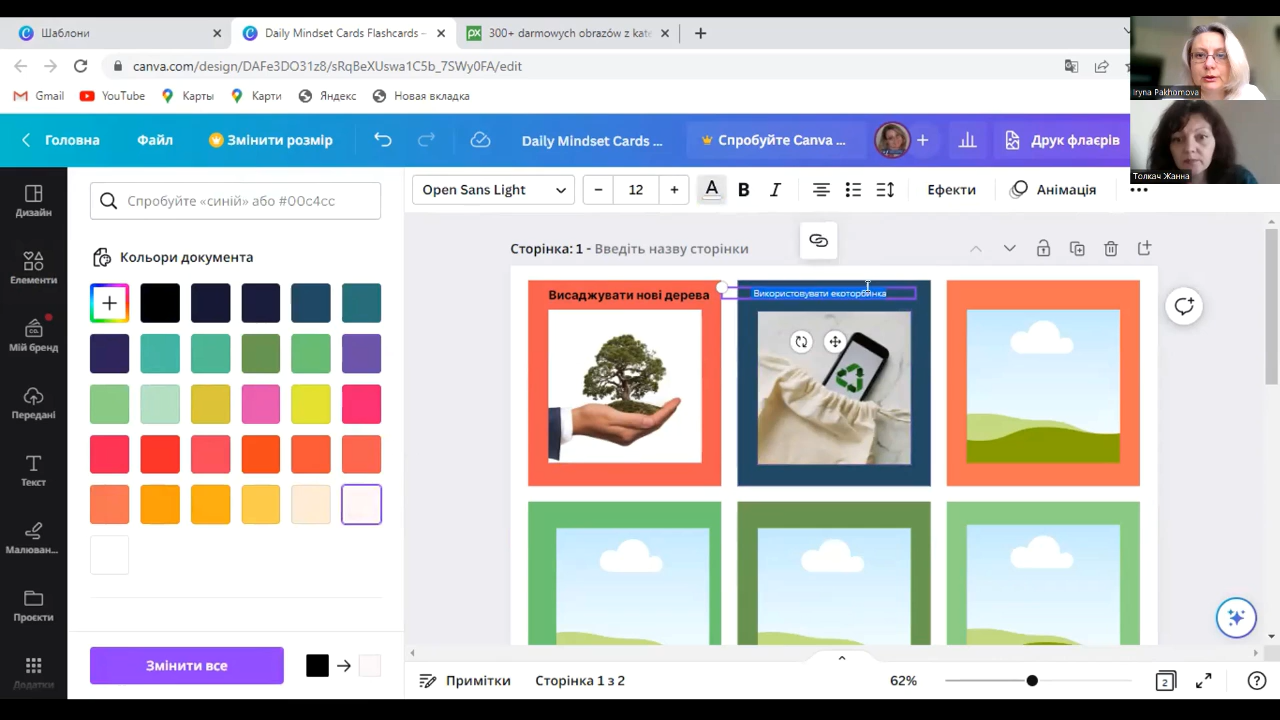 Шаблони
Daily Mindset Cards Flashcards –
300+ darmowych obrazów z kate
canva.com/design/DAFe3DO31z8/sRqBeXUswa1C5b_7SWy0FA/edit
Gmail
YouTube
Карты
Карти
Яндекс
Новая вкладка
Iryna Pakhomova
Толкач Жанна
Головна
Файл
Змінити розмір
Daily Mindset Cards ...
Спробуйте Canva ...
Друк флаєрів
Дизайн
Елементи
Мій бренд
Передані
Текст
Малюван...
Проєкти
Додатки
Спробуйте «синій» або #00c4cc
Кольори документа
Змінити все
Open Sans Light
12
Ефекти
Анімація
Сторінка: 1 - Введіть назву сторінки
Висаджувати нові дерева
Використовувати екоторбинка
Примітки
Сторінка 1 з 2
62%
2